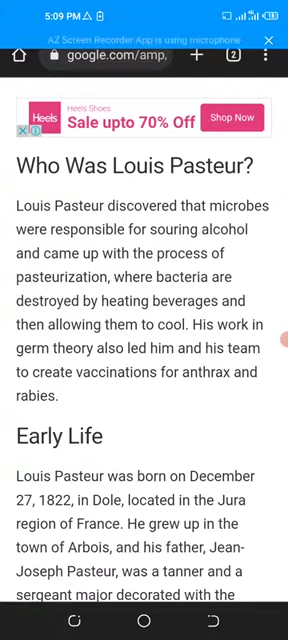 5:09 PM
AZ Screen Recorder App is using microphone
google.com/amp,
2
Heels
Heels Shoes
Sale upto 70% Off
Shop Now
Who Was Louis Pasteur?
Louis Pasteur discovered that microbes
were responsible for souring alcohol
and came up with the process of
pasteurization, where bacteria are
destroyed by heating beverages and
then allowing them to cool. His work in
germ theory also led him and his team
to create vaccinations for anthrax and
rabies.
Early Life
Louis Pasteur was born on December
27, 1822, in Dole, located in the Jura
region of France. He grew up in the
town of Arbois, and his father, Jean-
Joseph Pasteur, was a tanner and a
sergeant major decorated with the